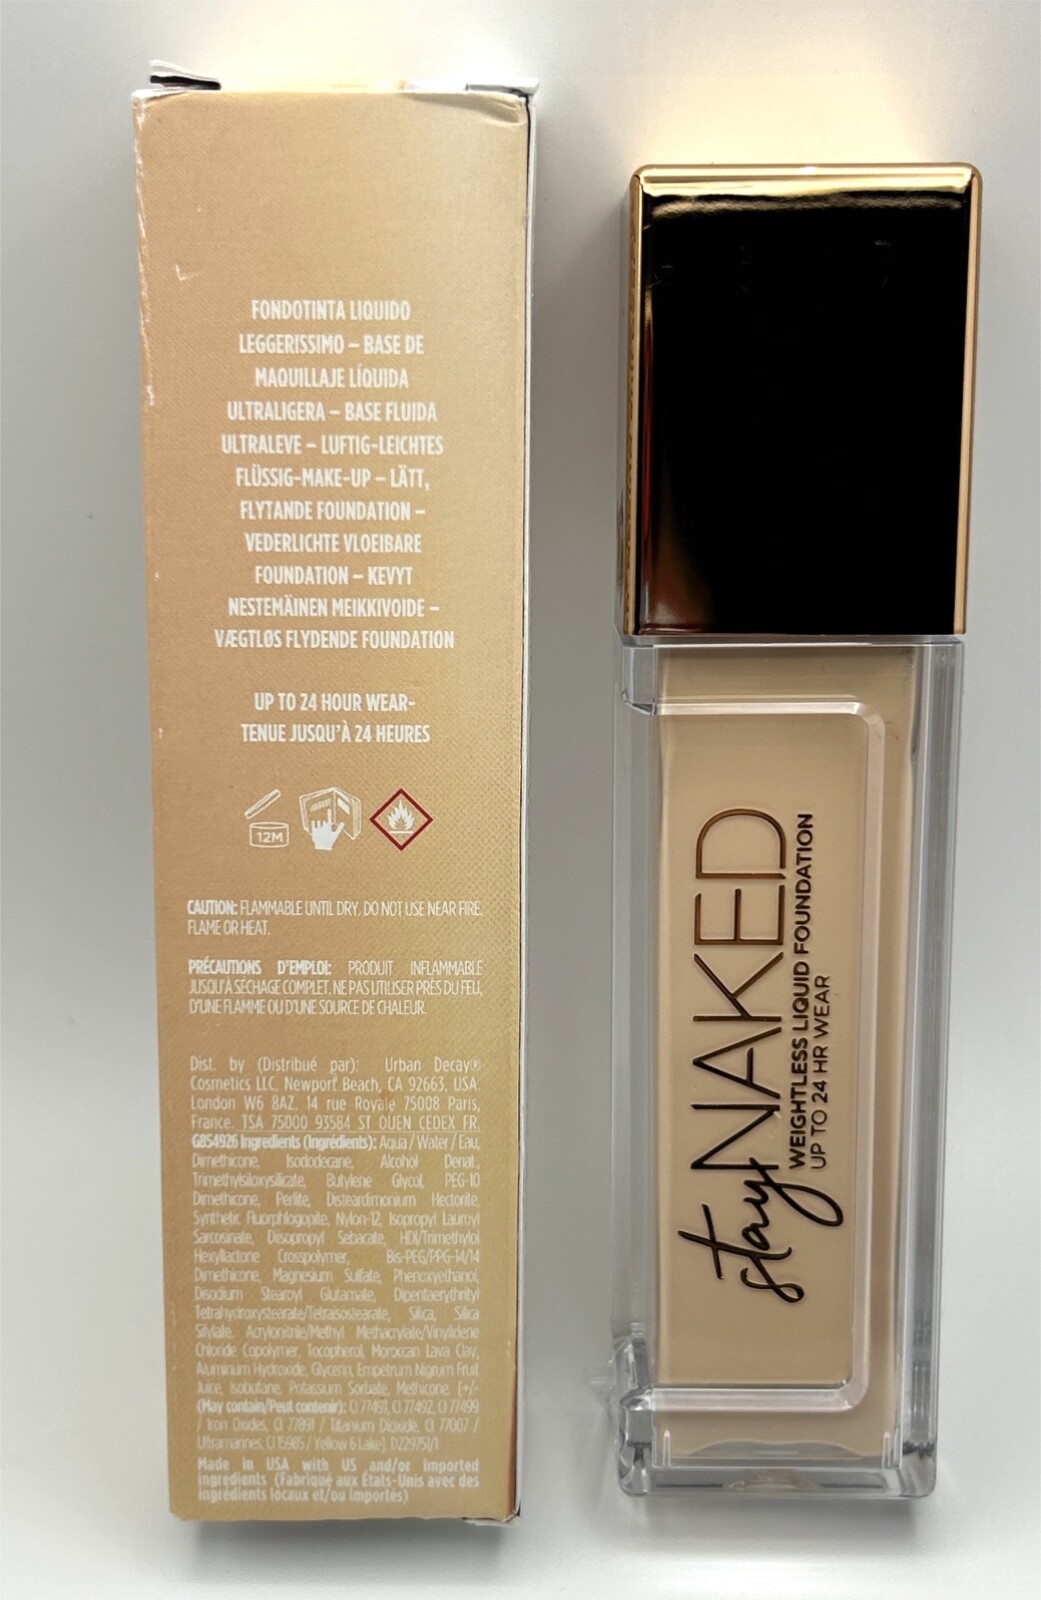 FONDOTINTA LIQUIDO
LEGGERISSIMO – BASE DE
MAQUILLAJE LÍQUIDA
ULTRALIGERA – BASE FLUIDA
ULTRALEVE – LUFTIG-LEICHTES
FLÜSSIG-MAKE-UP – LÄTT,
FLYTANDE FOUNDATION –
VEDERLICHTE VLOEIBARE
FOUNDATION – KEVYT
NESTEMÄINEN MEIKKIVOIDE –
VÆGTLØS FLYDENDE FOUNDATION
UP TO 24 HOUR WEAR-
TENUE JUSQU'À 24 HEURES
12M
CAUTION: FLAMMABLE UNTIL DRY. DO NOT USE NEAR FIRE,
FLAME OR HEAT.
PRÉCAUTIONS D'EMPLOI: PRODUIT INFLAMMABLE
JUSQU'À SÉCHAGE COMPLET. NE PAS UTILISER PRÈS DU FEU,
D'UNE FLAMME OU D'UNE SOURCE DE CHALEUR.
Dist. by (Distribué par): Urban Decay®
Cosmetics LLC, Newport Beach, CA 92663, USA.
London W6 8AZ. 14 rue Royale 75008 Paris,
France. TSA 75000 93584 ST OUEN CEDEX FR.
G854926 Ingredients (Ingrédients): Aqua / Water / Eau,
Dimethicone, Isododecane, Alcohol Denat.,
Trimethylsiloxysilicate, Butylene Glycol, PEG-10
Dimethicone, Perlite, Disteardimonium Hectorite,
Synthetic Fluorphlogopite, Nylon-12, Isopropyl Lauroyl
Sarcosinate, Diisopropyl Sebacate, HDI/Trimethylol
Hexyllactone Crosspolymer, Bis-PEG/PPG-14/14
Dimethicone, Magnesium Sulfate, Phenoxyethanol,
Disodium Stearoyl Glutamate, Dipentaerythrityl
Tetrahydroxystearate/Tetraisostearate, Silica, Silica
Silylate, Acrylonitrile/Methyl Methacrylate/Vinylidene
Chloride Copolymer, Tocopherol, Moroccan Lava Clay,
Aluminum Hydroxide, Glycerin, Empetrum Nigrum Fruit
Juice, Isobutane, Potassium Sorbate, Methicone. [+/-
(May contain/Peut contenir): CI 77491, CI 77492, CI 77499
/ Iron Oxides, CI 77891 / Titanium Dioxide, CI 77007 /
Ultramarines, CI 15985 / Yellow 6 Lake]. D229751/1
Made in USA with US and/or imported
ingredients (Fabriqué aux États-Unis avec des
ingrédients locaux et/ou importés)
stay NAKED
WEIGHTLESS LIQUID FOUNDATION
UP TO 24 HR WEAR